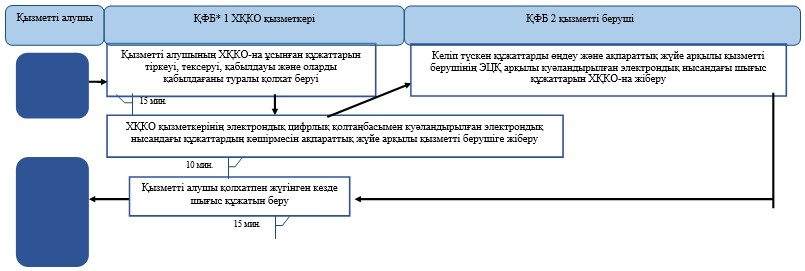 Қызметті алушы
ҚФБ* 1 ХҚКО қызметкері
ҚФБ 2 қызметті беруші
Қызметті алушының ХҚКО-на ұсынған құжаттарын
тіркеуі, тексеруі, қабылдауы және оларды
қабылдағаны туралы қолхат беруі
Келіп түскен құжаттарды өңдеу және ақпараттық жүйе арқылы қызметті
берушінің ЭЦҚ арқылы куәландырылған электрондық нысандағы шығыс
құжаттарын ХҚКО-на жіберу
15 мин.
ХҚКО қызметкерінің электрондық цифрлық қолтаңбасымен куәландырылған электрондық
нысандағы құжаттардың көшірмесін ақпараттық жүйе арқылы қызметті берушіге жіберу
10 мин.
Қызметті алушы қолхатпен жүгінген кезде
шығыс құжатын беру
15 мин.